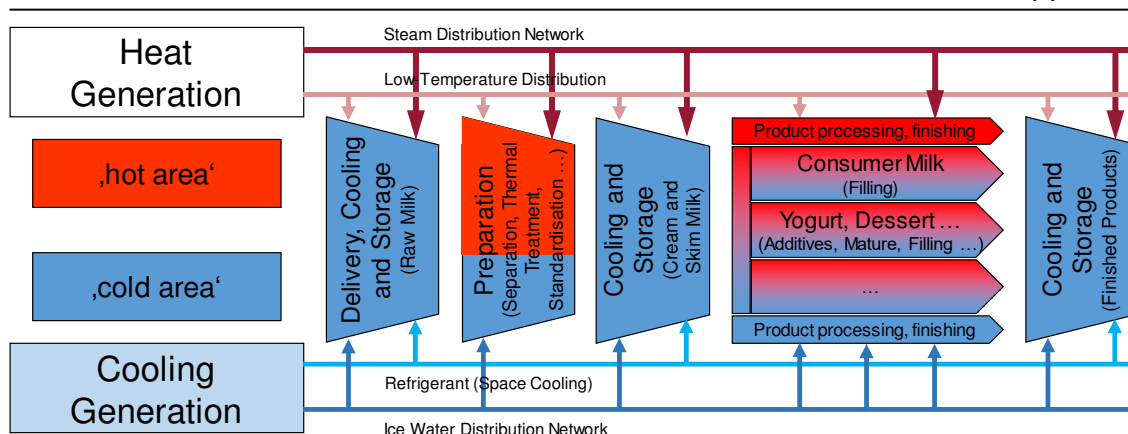 Steam Distribution Network
Heat
Generation
Low-Temperature Distribution
‚hot area‘
‚cold area‘
Delivery, Cooling
and Storage
(Raw Milk)
Preparation
(Separation, Thermal
Treatment,
Standardisation …)
Cooling and
Storage
(Cream and
Skim Milk)
Product processing, finishing
Consumer Milk
(Filling)
Yogurt, Dessert …
(Additives, Mature, Filling …)
…
Product processing, finishing
Cooling and
Storage
(Finished Products)
Cooling
Generation
Refrigerant (Space Cooling)
Ice Water Distribution Network